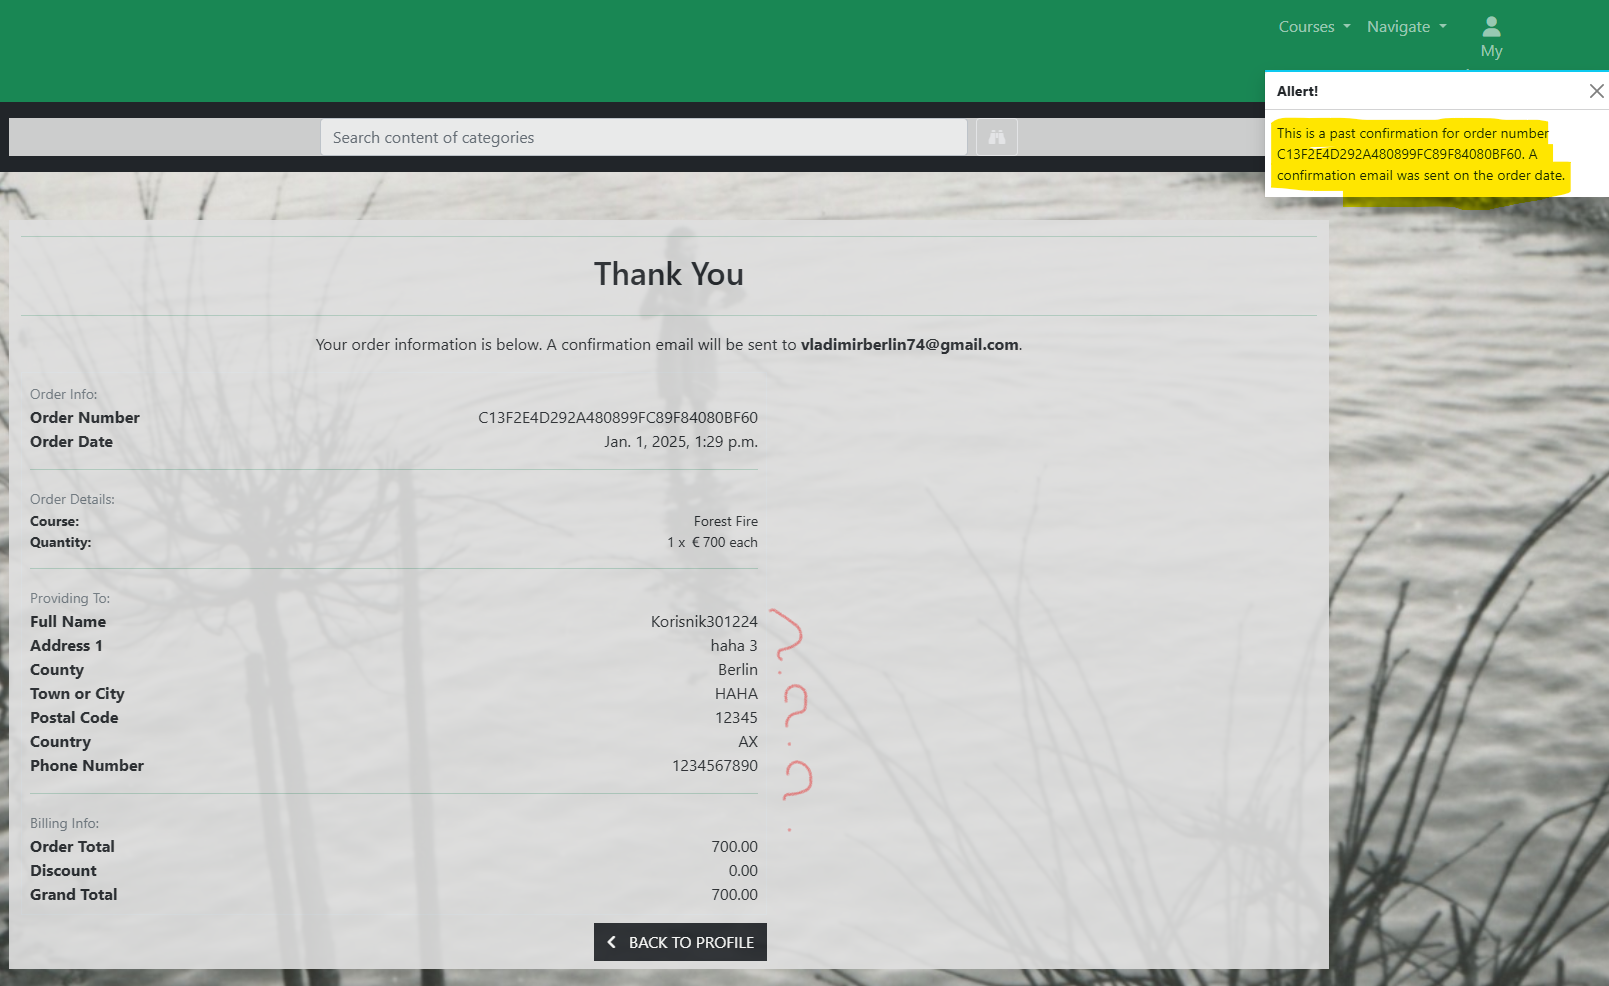 Courses Navigate
My
Allert!
This is a past confirmation for order number
C13F2E4D292A480899FC89F84080BF60. A
confirmation email was sent on the order date.
Search content of categories
Thank You
Your order information is below. A confirmation email will be sent to vladimirberlin74@gmail.com.
Order Info:
Order Number C13F2E4D292A480899FC89F84080BF60
Order Date Jan. 1, 2025, 1:29 p.m.
Order Details:
Course: Forest Fire
Quantity: 1 x € 700 each
Providing To:
Full Name Korisnik301224
Address 1 haha 3
County Berlin
Town or City HAHA
Postal Code 12345
Country AX
Phone Number 1234567890
?
?
?
Billing Info:
Order Total 700.00
Discount 0.00
Grand Total 700.00
BACK TO PROFILE